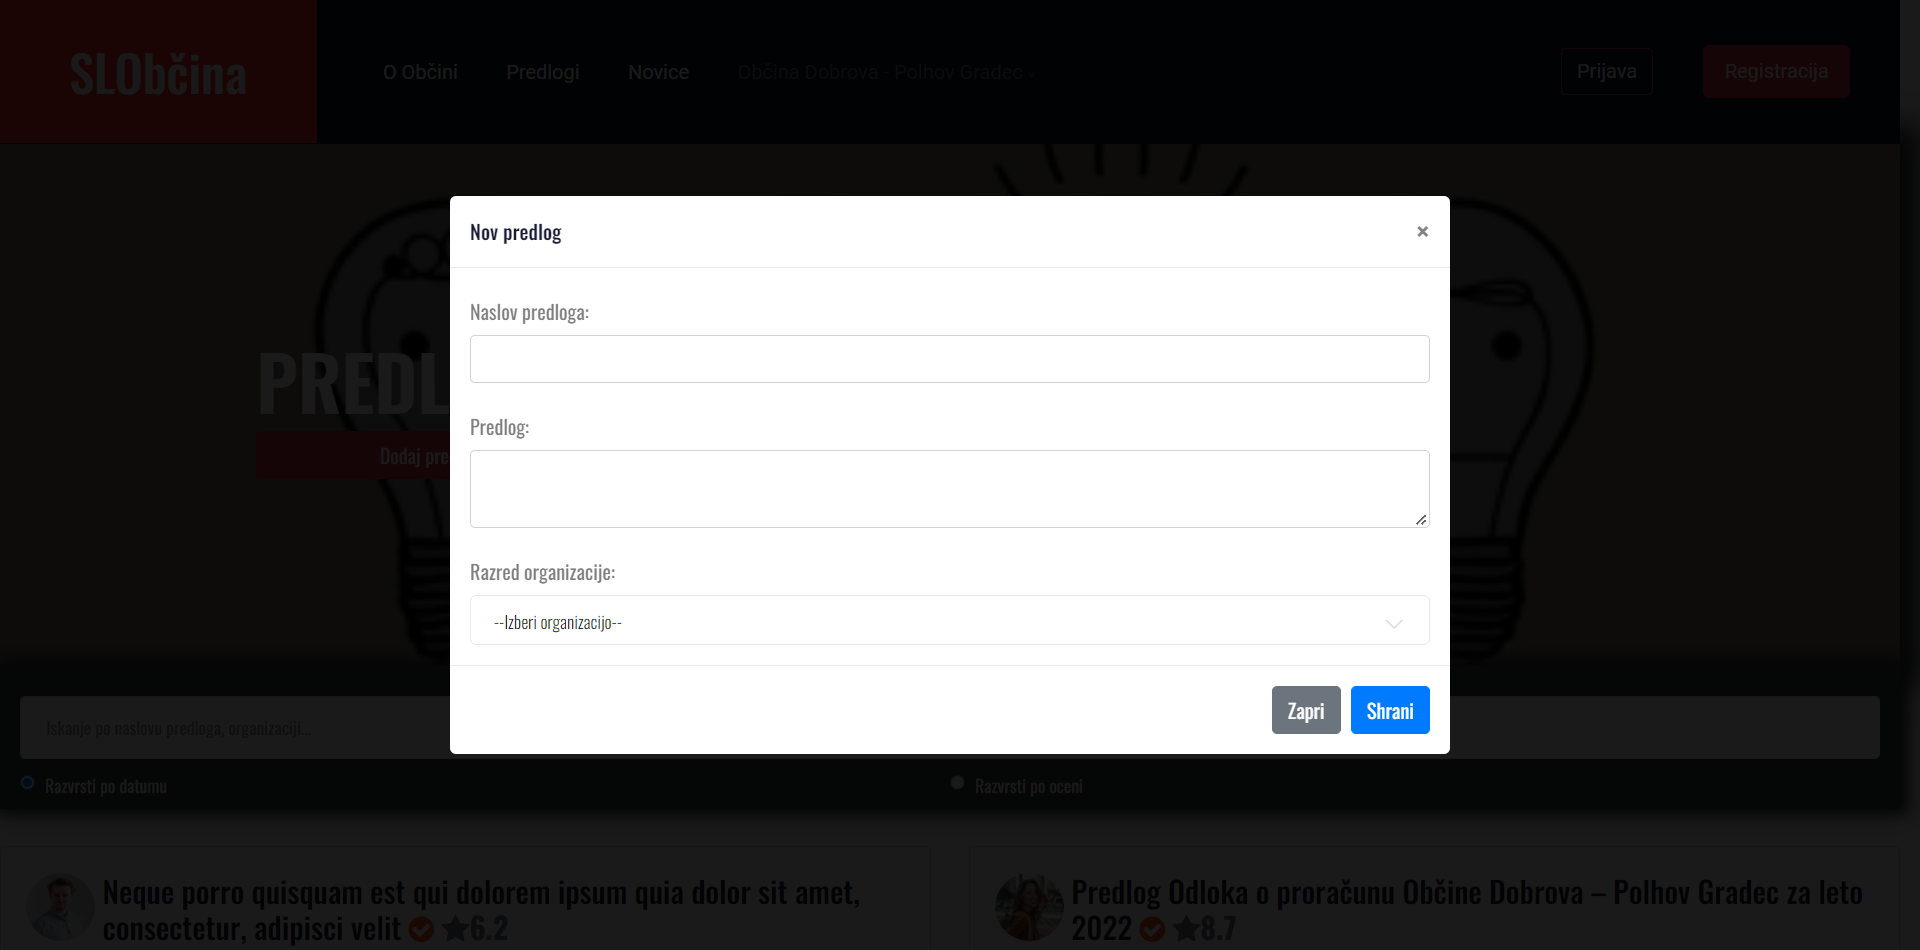 SLObčina
O Občini
Predlogi
Novice
Občina Dobrova - Polhov Gradec
Prijava
Registracija
Nov predlog
×
Naslov predloga:
PREDL
Predlog:
Dodaj pre
Razred organizacije:
--Izberi organizacijo--
Zapri
Shrani
Iskanje po naslovu predloga, organizaciji...
Razvrsti po datumu
Razvrsti po oceni
Neque porro quisquam est qui dolorem ipsum quia dolor sit amet,
consectetur, adipisci velit 6.2
Predlog Odloka o proračunu Občine Dobrova – Polhov Gradec za leto
2022 8.7